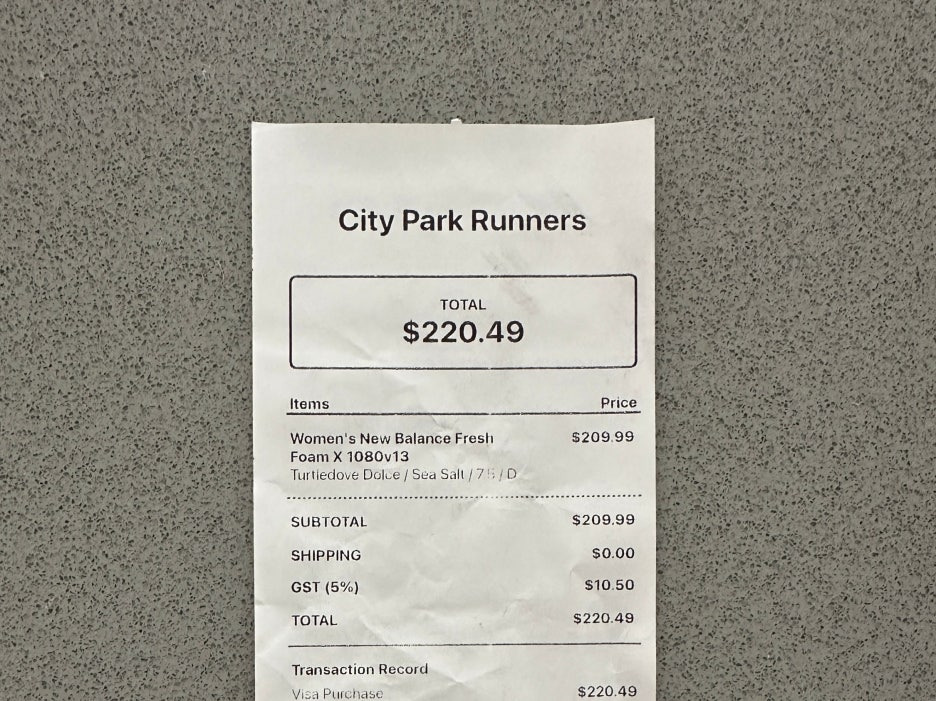 City Park Runners
TOTAL
$220.49
Items Price
Women's New Balance Fresh $209.99
Foam X 1080v13
Turtledove Dolce / Sea Salt / / D
SUBTOTAL $209.99
SHIPPING $0.00
GST (5%) $10.50
TOTAL $220.49
Transaction Record
Visa Purchase $220.49